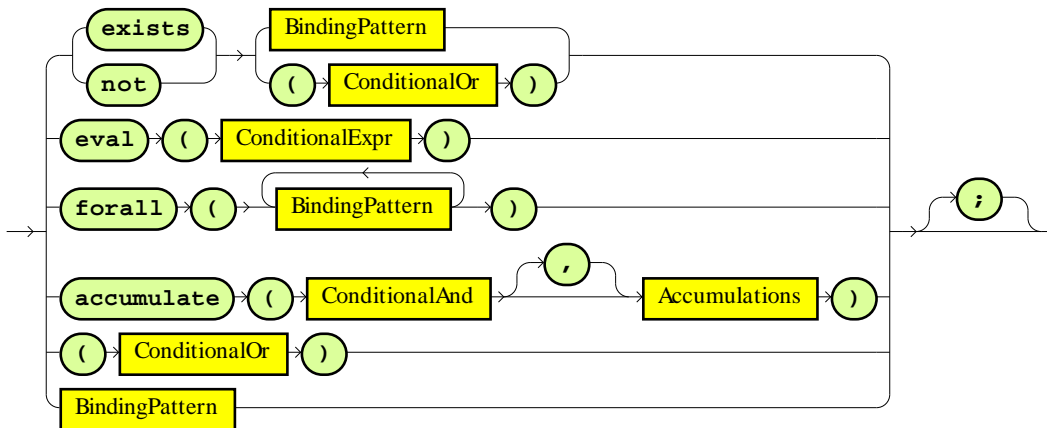 exists BindingPattern
not ( ConditionalOr )
eval ( ConditionalExpr )
forall ( BindingPattern ) ;
accumulate ( ConditionalAnd , Accumulations )
( ConditionalOr )
BindingPattern